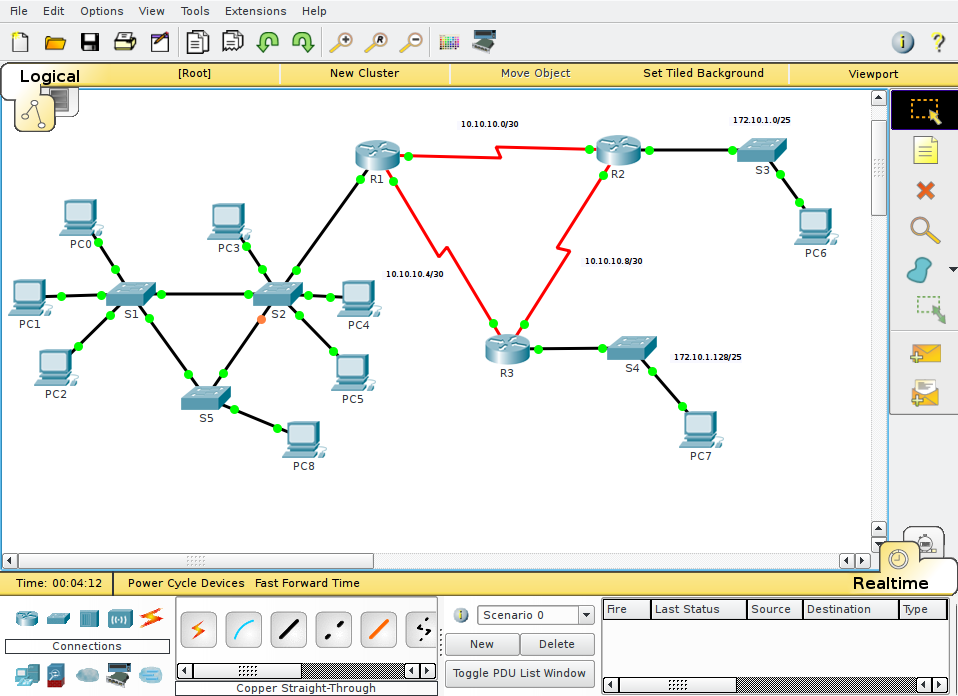 File Edit Options View Tools Extensions Help
Logical [Root] New Cluster Move Object Set Tiled Background Viewport
10.10.10.0/30
172.10.1.0/25
R1
R2
S3
PC0
PC3
PC6
10.10.10.8/30
10.10.10.4/30
PC1
S1
S2
PC4
172.10.1.128/25
R3
S4
PC2
PC5
S5
PC7
PC8
Time: 00:04:12 Power Cycle Devices Fast Forward Time
Realtime
Fire Last Status Source Destination Type
Scenario 0
Connections
New Delete
Toggle PDU List Window
Copper Straight-Through